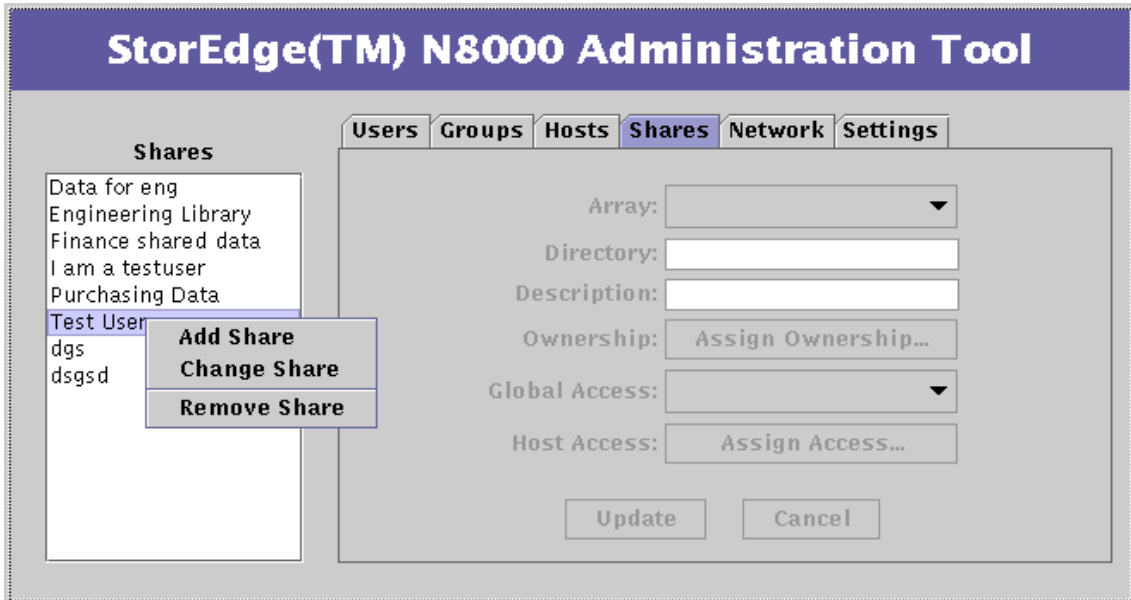 StorEdge(TM) N8000 Administration Tool
Users Groups Hosts Shares Network Settings
Shares
Data for eng
Engineering Library
Finance shared data
I am a testuser
Purchasing Data
Test User
dgs
dsgsd
Add Share
Change Share
Remove Share
Array:
Directory:
Description:
Ownership: Assign Ownership...
Global Access:
Host Access: Assign Access...
Update Cancel